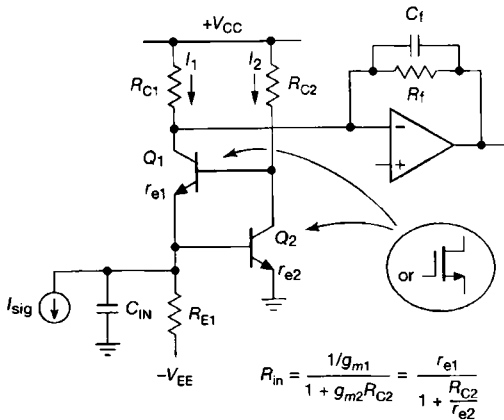 +V_CC
I_1
I_2
R_C1
R_C2
C_f
R_f
−
+
Q_1
r_e1
Q_2
r_e2
or
I_sig
C_IN
R_E1
−V_EE
R_in = (1/g_m1) / (1 + g_m2 R_C2) = r_e1 / (1 + R_C2/r_e2)